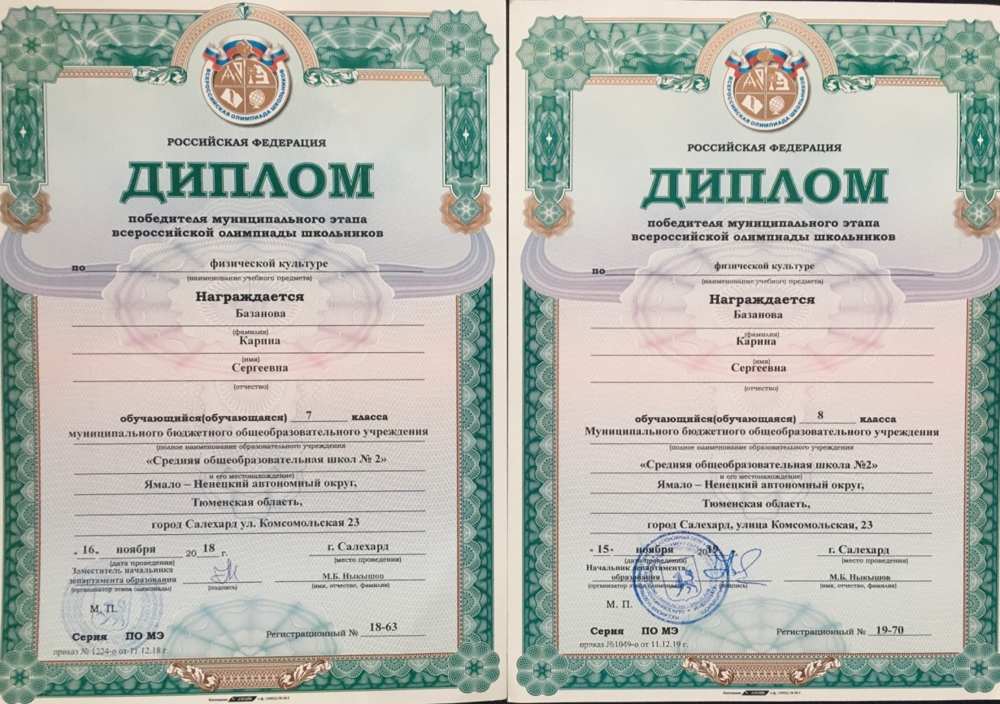 ВСЕРОССИЙСКАЯ ОЛИМПИАДА ШКОЛЬНИКОВ
РОССИЙСКАЯ ФЕДЕРАЦИЯ
ДИПЛОМ
победителя муниципального этапа
всероссийской олимпиады школьников
по физической культуре
(наименование учебного предмета)
Награждается
Базанова
(фамилия)
Карина
(имя)
Сергеевна
(отчество)
обучающийся(обучающаяся) 7 класса
муниципального бюджетного общеобразовательного учреждения
(полное наименование образовательного учреждения
«Средняя общеобразовательная школ № 2»
и его местонахождение)
Ямало – Ненецкий автономный округ,
Тюменская область,
город Салехард ул. Комсомольская 23
" 16 " ноября 20 18 г. г. Салехард
(дата проведения) (место проведения)
Заместитель начальника
департамента образования М.Б. Ныкышов
(организатор этапа олимпиады) (подпись) (имя, отчество, фамилия)
М. П.
Серия ПО МЭ Регистрационный № 18-63
приказ № 1224-о от 11.12.18 г.
ВСЕРОССИЙСКАЯ ОЛИМПИАДА ШКОЛЬНИКОВ
РОССИЙСКАЯ ФЕДЕРАЦИЯ
ДИПЛОМ
победителя муниципального этапа
всероссийской олимпиады школьников
по физической культуре
(наименование учебного предмета)
Награждается
Базанова
(фамилия)
Карина
(имя)
Сергеевна
(отчество)
обучающийся(обучающаяся) 8 класса
Муниципального бюджетного общеобразовательного учреждения
(полное наименование образовательного учреждения
«Средняя общеобразовательная школа №2»
и его местонахождение)
Ямало – Ненецкий автономный округ,
Тюменская область,
город Салехард, улица Комсомольская, 23
" 15 " ноября 2019 г. Салехард
(дата проведения) (место проведения)
Начальник департамента
образования М.Б. Ныкышов
(организатор этапа олимпиады) (подпись) (имя, отчество, фамилия)
М. П.
Серия ПО МЭ Регистрационный № 19-70
приказ №1049-о от 11.12.19 г.